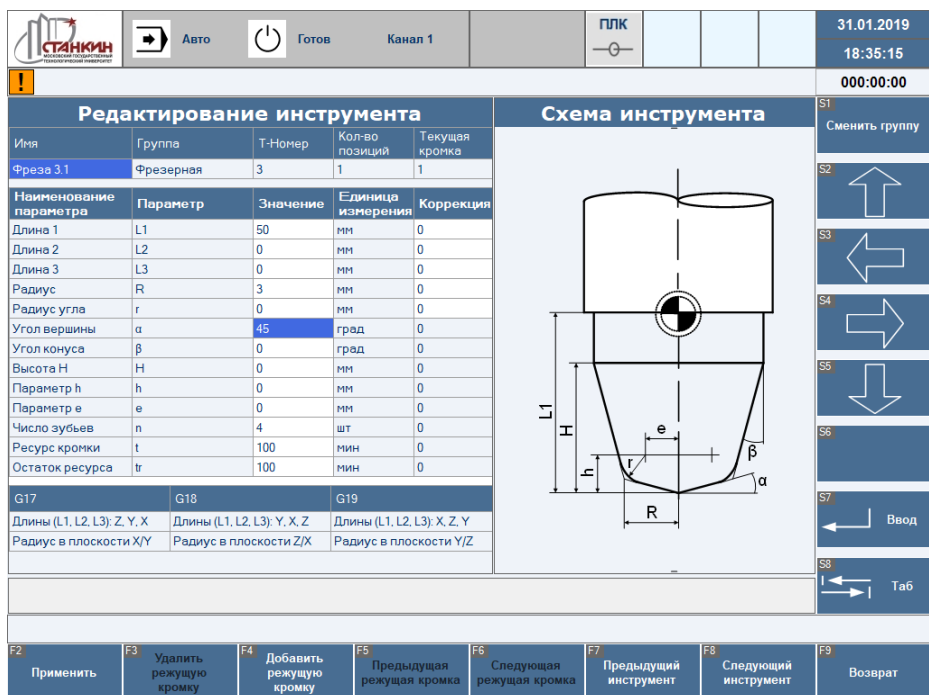 СТАНКИН
МОСКОВСКИЙ ГОСУДАРСТВЕННЫЙ
ТЕХНОЛОГИЧЕСКИЙ УНИВЕРСИТЕТ
Авто
Готов
Канал 1
ПЛК
31.01.2019
18:35:15
!
000:00:00
Редактирование инструмента
Имя Группа T-Номер Кол-во позиций Текущая кромка
Фреза 3.1 Фрезерная 3 1 1
Наименование параметра Параметр Значение Единица измерения Коррекция
Длина 1 L1 50 мм 0
Длина 2 L2 0 мм 0
Длина 3 L3 0 мм 0
Радиус R 3 мм 0
Радиус угла r 0 мм 0
Угол вершины α 45 град 0
Угол конуса β 0 град 0
Высота H H 0 мм 0
Параметр h h 0 мм 0
Параметр e e 0 мм 0
Число зубьев n 4 шт 0
Ресурс кромки t 100 мин 0
Остаток ресурса tr 100 мин 0
G17 G18 G19
Длины (L1, L2, L3): Z, Y, X Длины (L1, L2, L3): Y, X, Z Длины (L1, L2, L3): X, Z, Y
Радиус в плоскости X/Y Радиус в плоскости Z/X Радиус в плоскости Y/Z
Схема инструмента
L1
H
e
r
h
β
α
R
S1
Сменить группу
S2
S3
S4
S5
S6
S7
Ввод
S8
Таб
F2
Применить
F3
Удалить
режущую
кромку
F4
Добавить
режущую
кромку
F5
Предыдущая
режущая кромка
F6
Следующая
режущая кромка
F7
Предыдущий
инструмент
F8
Следующий
инструмент
F9
Возврат